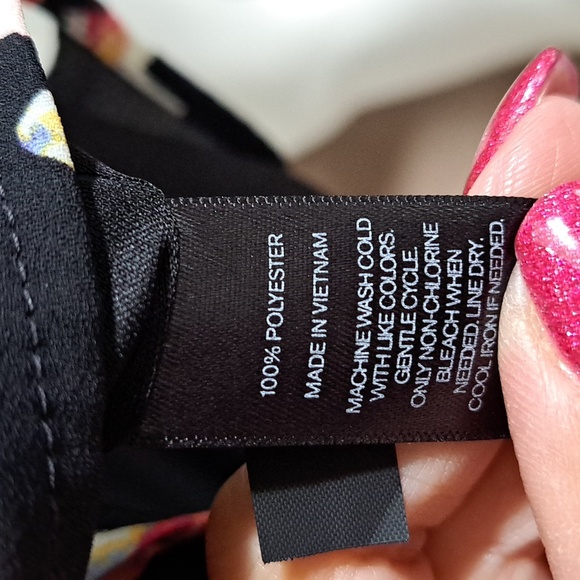 100% POLYESTER
MADE IN VIETNAM
MACHINE WASH COLD
WITH LIKE COLORS.
GENTLE CYCLE.
ONLY NON-CHLORINE
BLEACH WHEN
NEEDED. LINE DRY.
COOL IRON IF NEEDED.